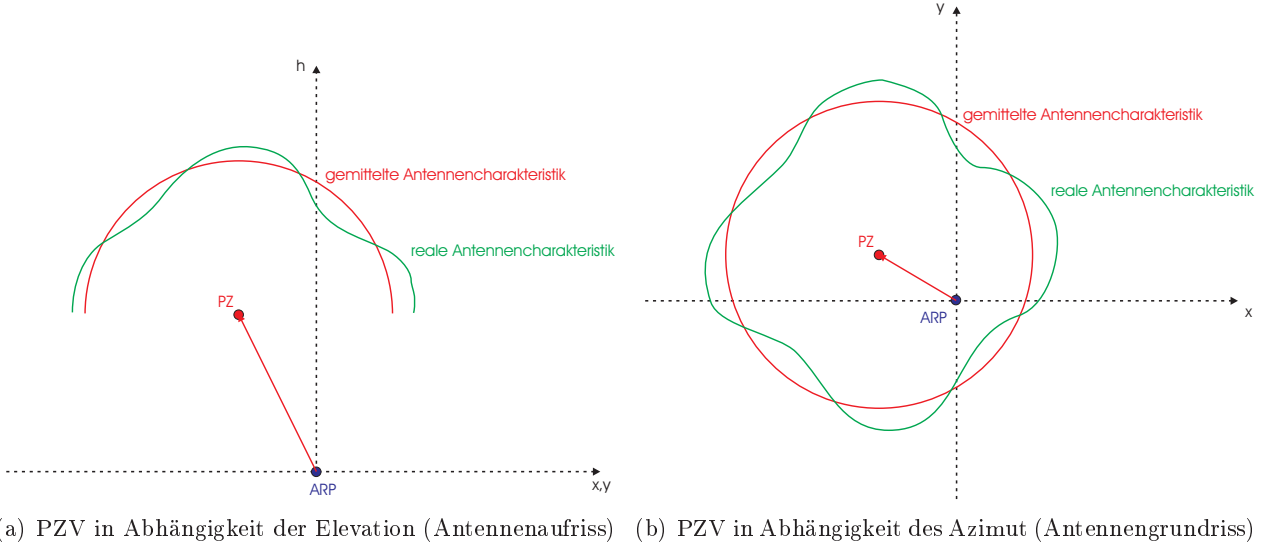 h
gemittelte Antennencharakteristik
reale Antennencharakteristik
PZ
ARP
x,y
(a) PZV in Abhängigkeit der Elevation (Antennenaufriss)
y
gemittelte Antennencharakteristik
reale Antennencharakteristik
PZ
ARP
x
(b) PZV in Abhängigkeit des Azimut (Antennengrundriss)